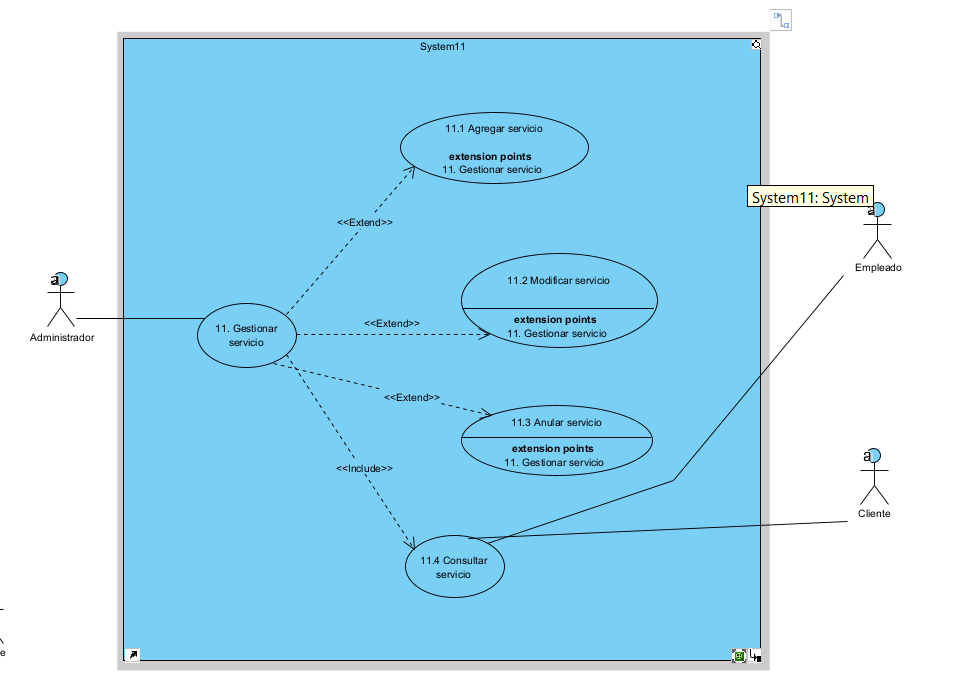 System11
11.1 Agregar servicio
extension points
11. Gestionar servicio
<<Extend>>
System11: System
a
Empleado
11.2 Modificar servicio
extension points
11. Gestionar servicio
<<Extend>>
a
Administrador
11. Gestionar
servicio
<<Extend>>
11.3 Anular servicio
extension points
11. Gestionar servicio
<<Include>>
a
Cliente
11.4 Consultar
servicio
e